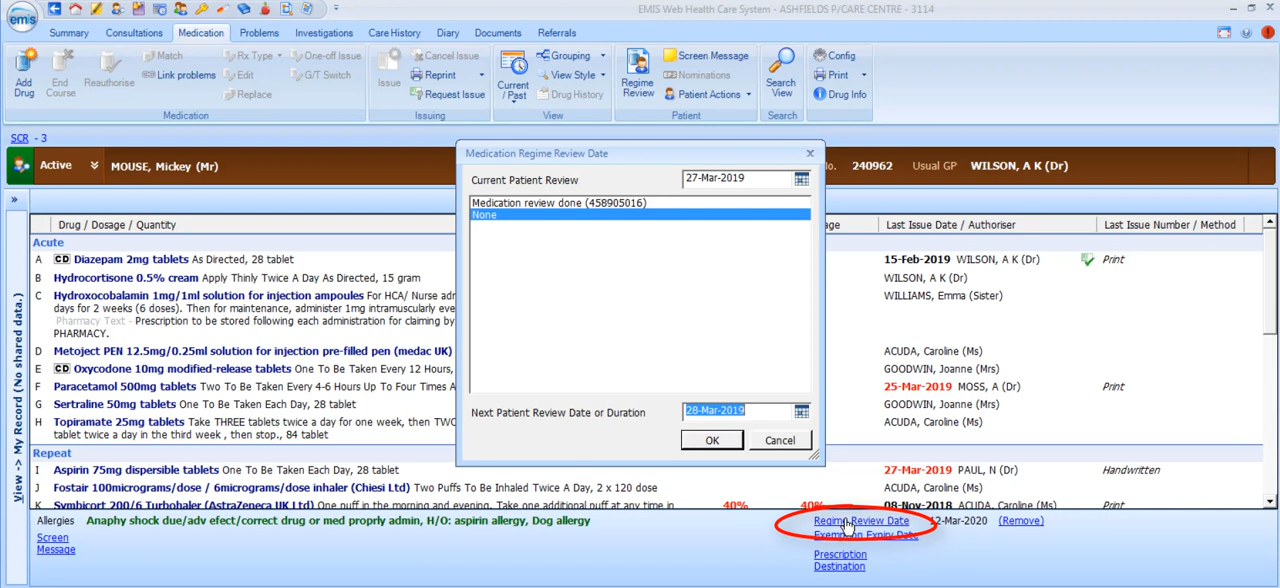 emis
EMIS Web Health Care System - ASHFIELDS P/CARE CENTRE - 3114
Summary Consultations Medication Problems Investigations Care History Diary Documents Referrals
Add Drug
End Course
Reauthorise
Match
Link problems
Rx Type
Edit
Replace
One-off Issue
G/T Switch
Medication
Issue
Cancel Issue
Reprint
Request Issue
Issuing
Current / Past
Grouping
View Style
Drug History
View
Regime Review
Screen Message
Nominations
Patient Actions
Patient
Search View
Search
Config
Print
Drug Info
SCR - 3
Active MOUSE, Mickey (Mr) o. 240962 Usual GP WILSON, A K (Dr)
View -> My Record (No shared data.)
Drug / Dosage / Quantity age Last Issue Date / Authoriser Last Issue Number / Method
Acute
A CD Diazepam 2mg tablets As Directed, 28 tablet 15-Feb-2019 WILSON, A K (Dr) Print
B Hydrocortisone 0.5% cream Apply Thinly Twice A Day As Directed, 15 gram WILSON, A K (Dr)
C Hydroxocobalamin 1mg/1ml solution for injection ampoules For HCA/ Nurse adr WILLIAMS, Emma (Sister)
days for 2 weeks (6 doses). Then for maintenance, administer 1mg intramuscularly eve
Pharmacy Text - Prescription to be stored following each administration for claiming by
PHARMACY.
D Metoject PEN 12.5mg/0.25ml solution for injection pre-filled pen (medac UK) ACUDA, Caroline (Ms)
E CD Oxycodone 10mg modified-release tablets One To Be Taken Every 12 Hours, GOODWIN, Joanne (Ms)
F Paracetamol 500mg tablets Two To Be Taken Every 4-6 Hours Up To Four Times A 25-Mar-2019 MOSS, A (Dr) Print
G Sertraline 50mg tablets One To Be Taken Each Day, 28 tablet GOODWIN, Joanne (Ms)
H Topiramate 25mg tablets Take THREE tablets twice a day for one week, then TWC ACUDA, Caroline (Ms)
tablet twice a day in the third week , then stop., 84 tablet
Repeat
I Aspirin 75mg dispersible tablets One To Be Taken Each Day, 28 tablet 27-Mar-2019 PAUL, N (Dr) Handwritten
J Fostair 100micrograms/dose / 6micrograms/dose inhaler (Chiesi Ltd) Two Puffs To Be Inhaled Twice A Day, 2 x 120 dose ACUDA, Caroline (Ms)
K Symbicort 200/6 Turbohaler (AstraZeneca UK Ltd) One puff in the morning and evening. Take one additional puff at any time in 40% 40% 08-Nov-2018 ACUDA, Caroline (Ms) Print
Medication Regime Review Date
Current Patient Review 27-Mar-2019
Medication review done (458905016)
None
Next Patient Review Date or Duration 28-Mar-2019
OK Cancel
Allergies Anaphy shock due/adv efect/correct drug or med proprly admin, H/O: aspirin allergy, Dog allergy
Screen
Message
Regime Review Date 12-Mar-2020 (Remove)
Exemption Expiry Date
Prescription
Destination